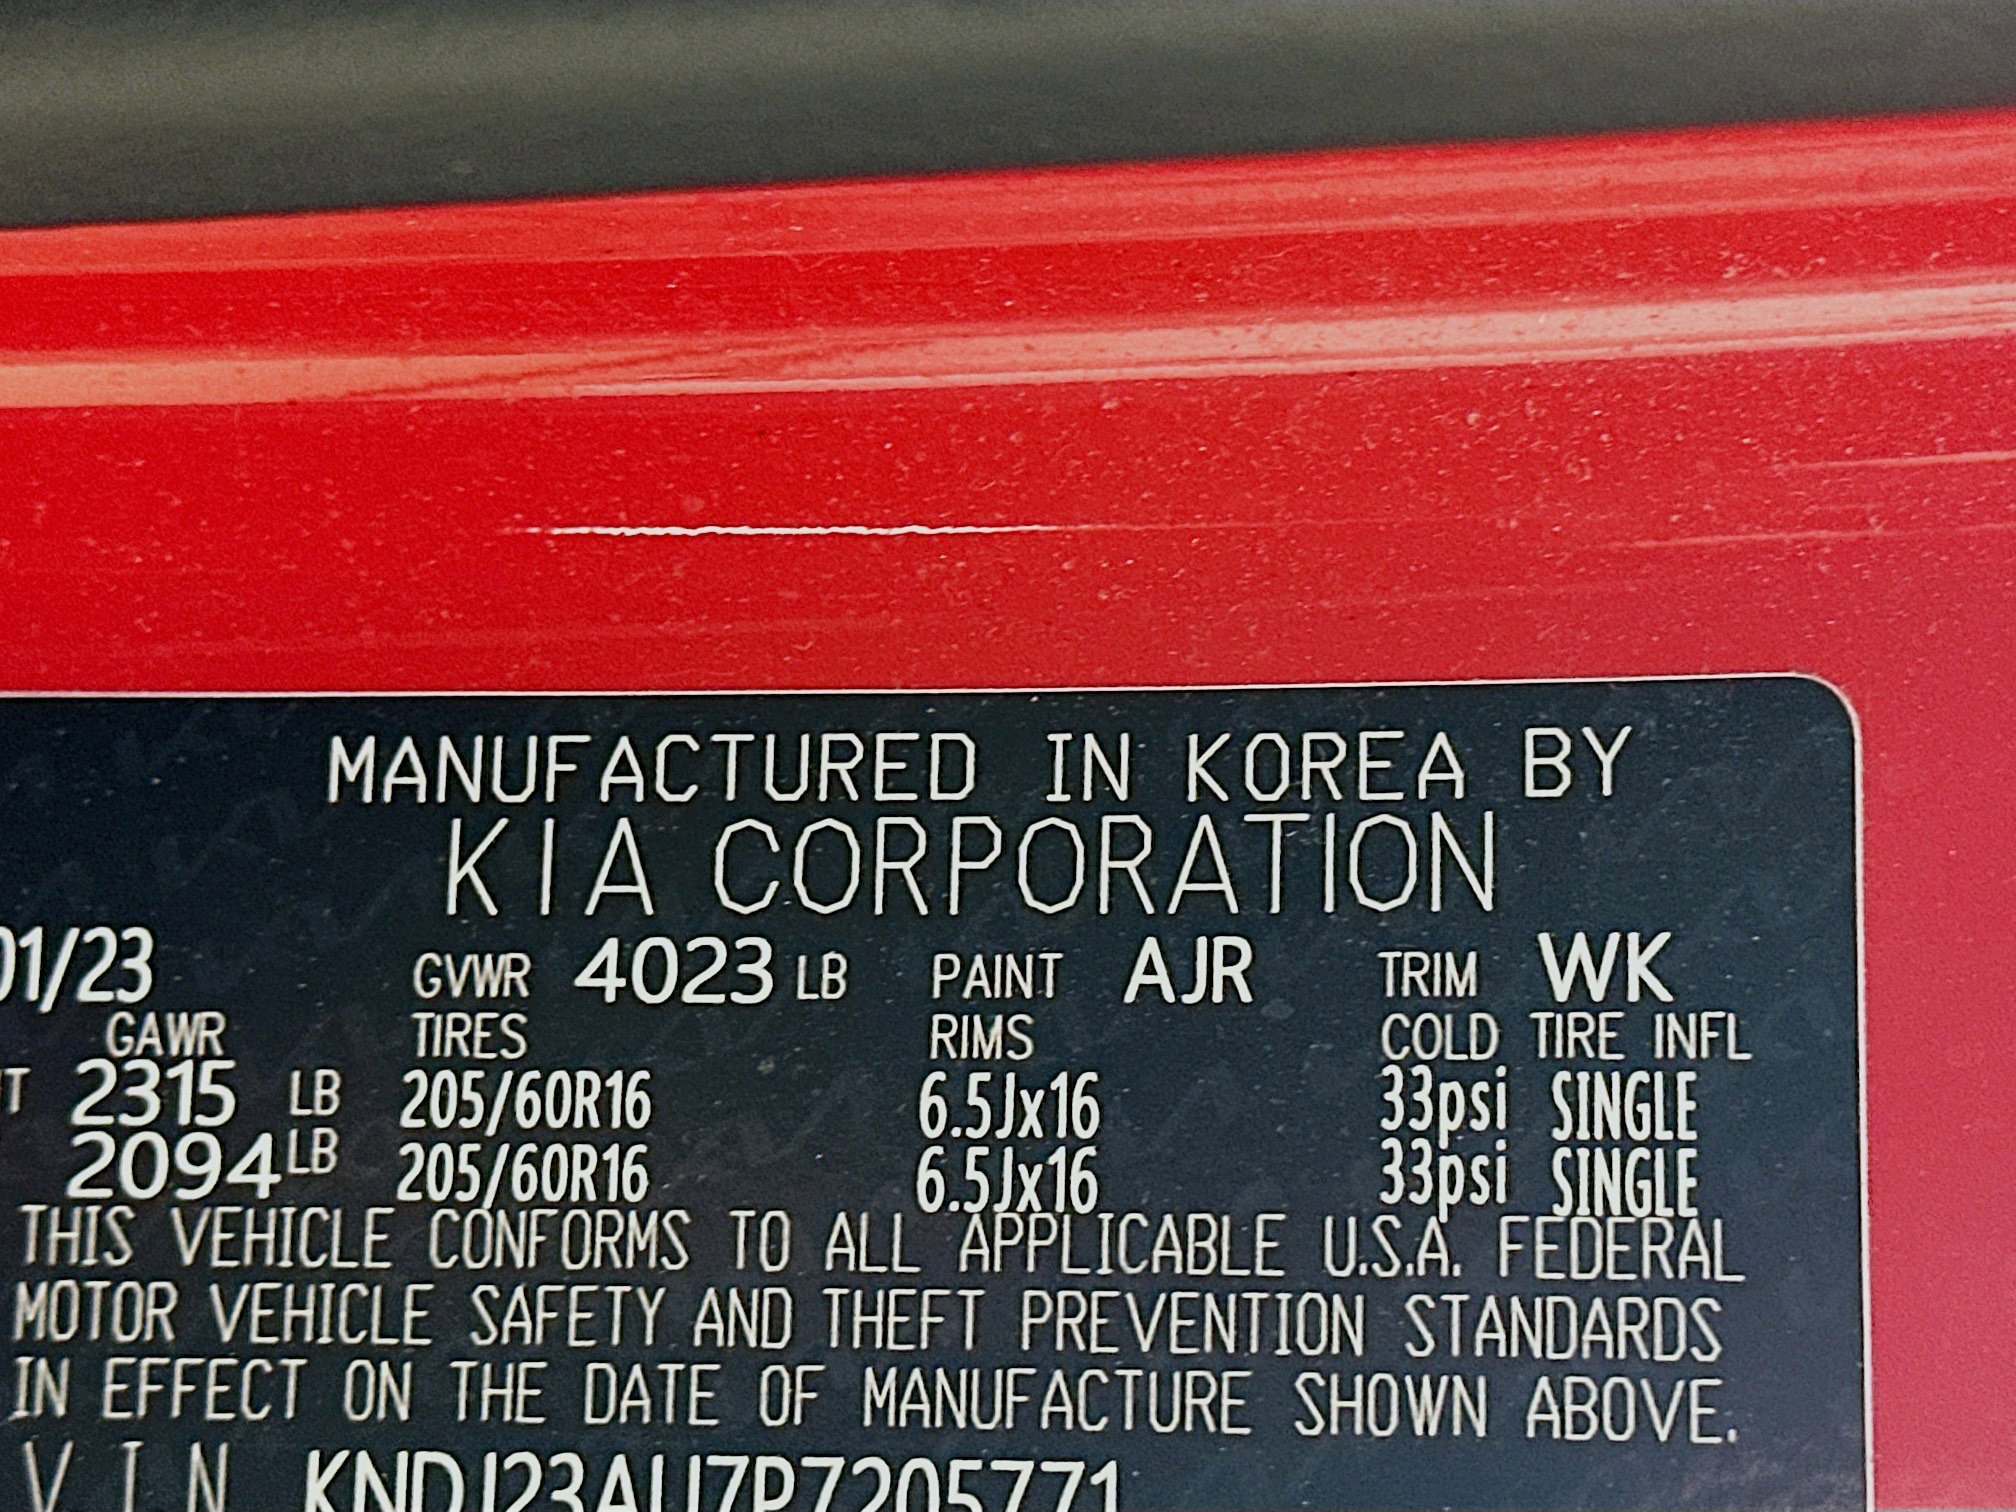 MANUFACTURED IN KOREA BY
KIA CORPORATION
01/23 GVWR 4023 LB PAINT AJR TRIM WK
GAWR TIRES RIMS COLD TIRE INFL
2315 LB 205/60R16 6.5Jx16 33psi SINGLE
2094 LB 205/60R16 6.5Jx16 33psi SINGLE
THIS VEHICLE CONFORMS TO ALL APPLICABLE U.S.A. FEDERAL
MOTOR VEHICLE SAFETY AND THEFT PREVENTION STANDARDS
IN EFFECT ON THE DATE OF MANUFACTURE SHOWN ABOVE.
VIN KNDJ23AU7P7205771